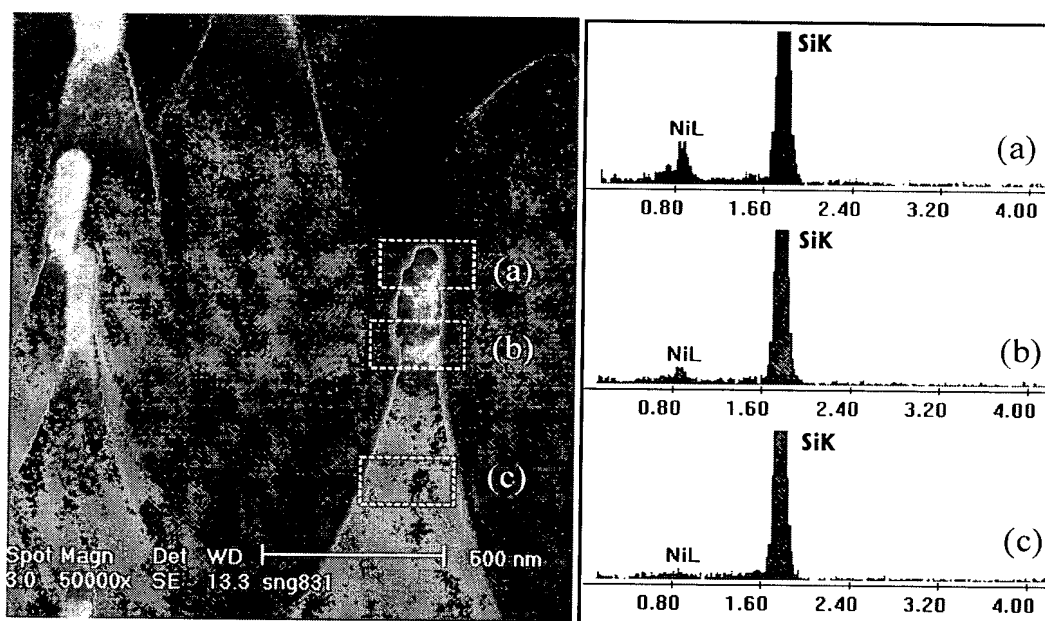 (a)
(b)
(c)
Spot Magn Det WD 500 nm
3.0 50000x SE 13.3 sng831
SiK
NiL
(a)
0.80 1.60 2.40 3.20 4.00
SiK
NiL
(b)
0.80 1.60 2.40 3.20 4.00
SiK
NiL
(c)
0.80 1.60 2.40 3.20 4.00